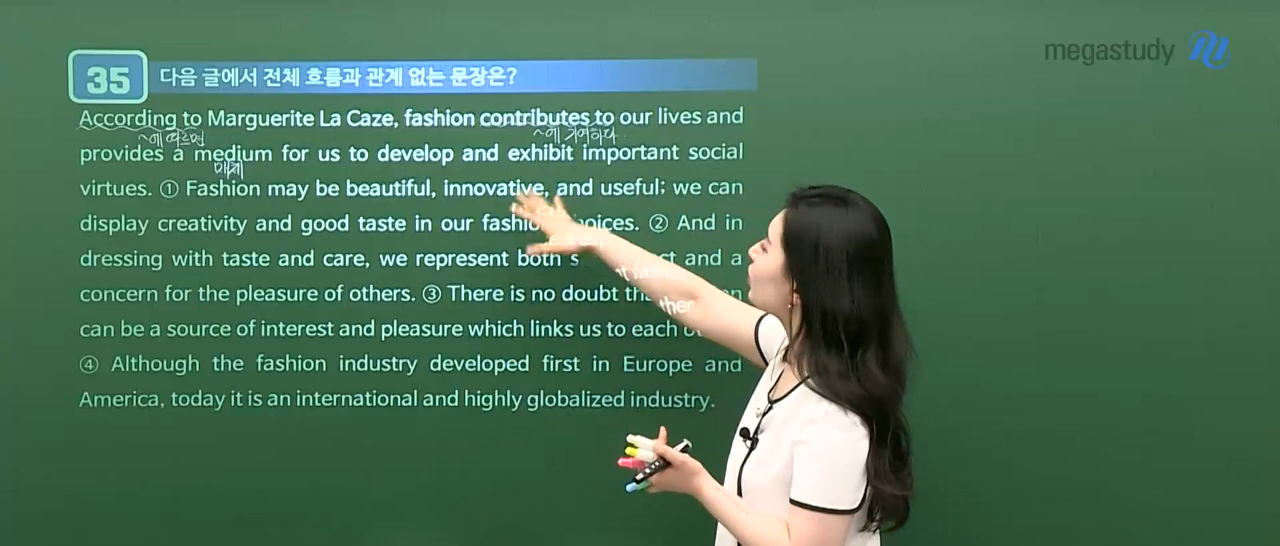 megastudy
35 다음 글에서 전체 흐름과 관계 없는 문장은?
According to Marguerite La Caze, fashion contributes to our lives and
~에 따르면 ~에 기여하다
provides a medium for us to develop and exhibit important social
매개
virtues. ① Fashion may be beautiful, innovative, and useful; we can
display creativity and good taste in our fashion choices. ② And in
dressing with taste and care, we represent both and a
concern for the pleasure of others. ③ There is no doubt
can be a source of interest and pleasure which links us to each
④ Although the fashion industry developed first in Europe and
America, today it is an international and highly globalized industry.